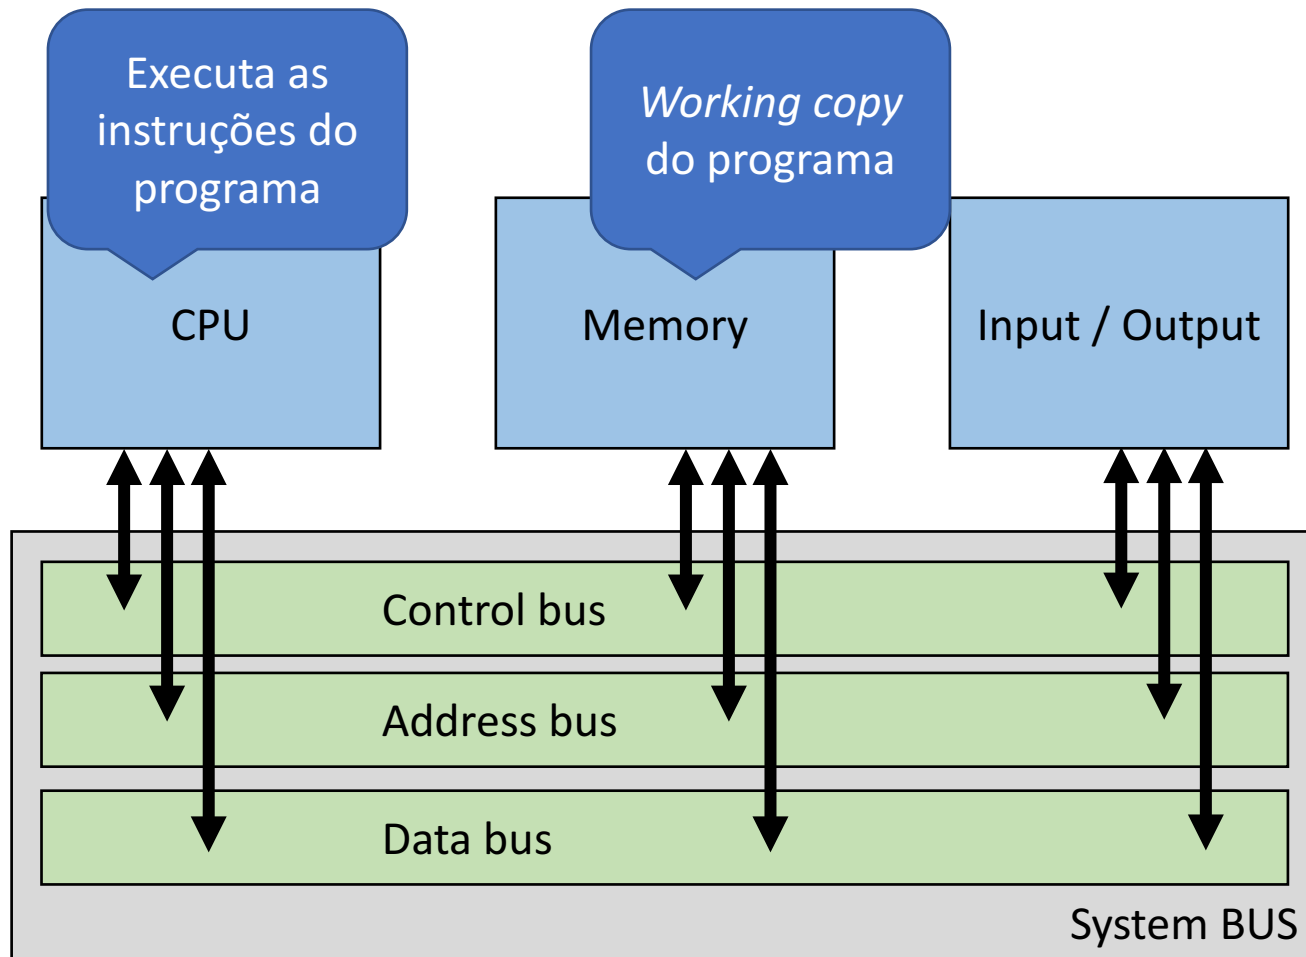 Executa as
instruções do
programa
Working copy
do programa
CPU
Memory
Input / Output
Control bus
Address bus
Data bus
System BUS